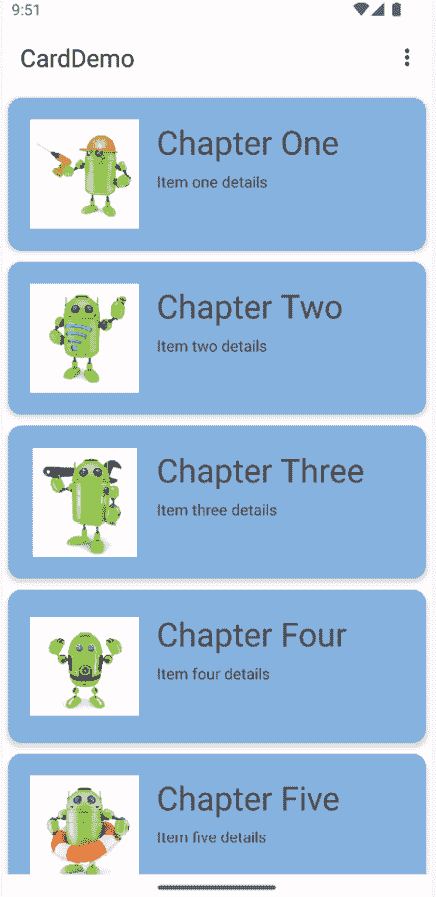 9:51
CardDemo
Chapter One
Item one details
Chapter Two
Item two details
Chapter Three
Item three details
Chapter Four
Item four details
Chapter Five
Item five details